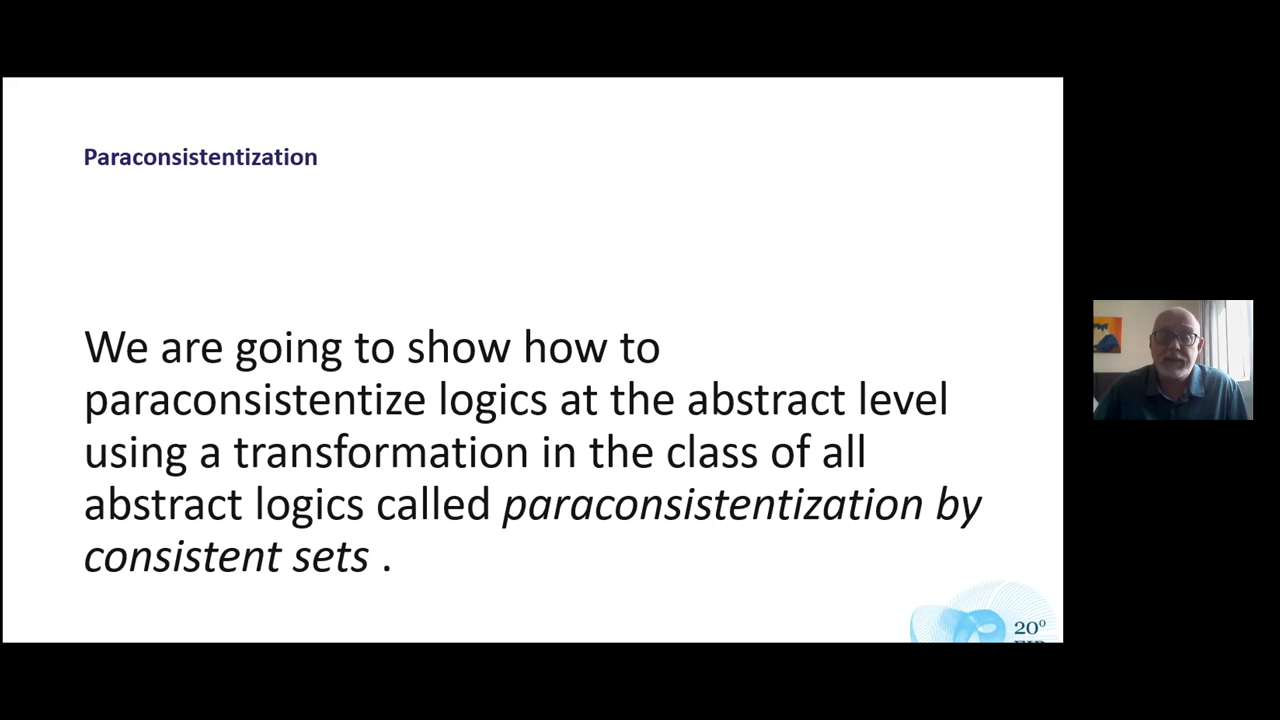 Paraconsistentization
We are going to show how to
paraconsistentize logics at the abstract level
using a transformation in the class of all
abstract logics called paraconsistentization by
consistent sets .
20º